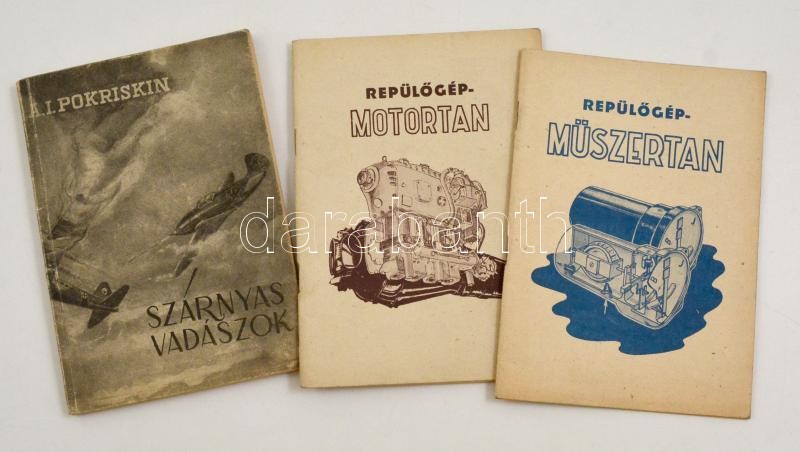 A.I. POKRISKIN
SZÁRNYAS
VADÁSZOK
REPÜLŐGÉP-
MOTORTAN
REPÜLŐGÉP-
MŰSZERTAN
darabanth